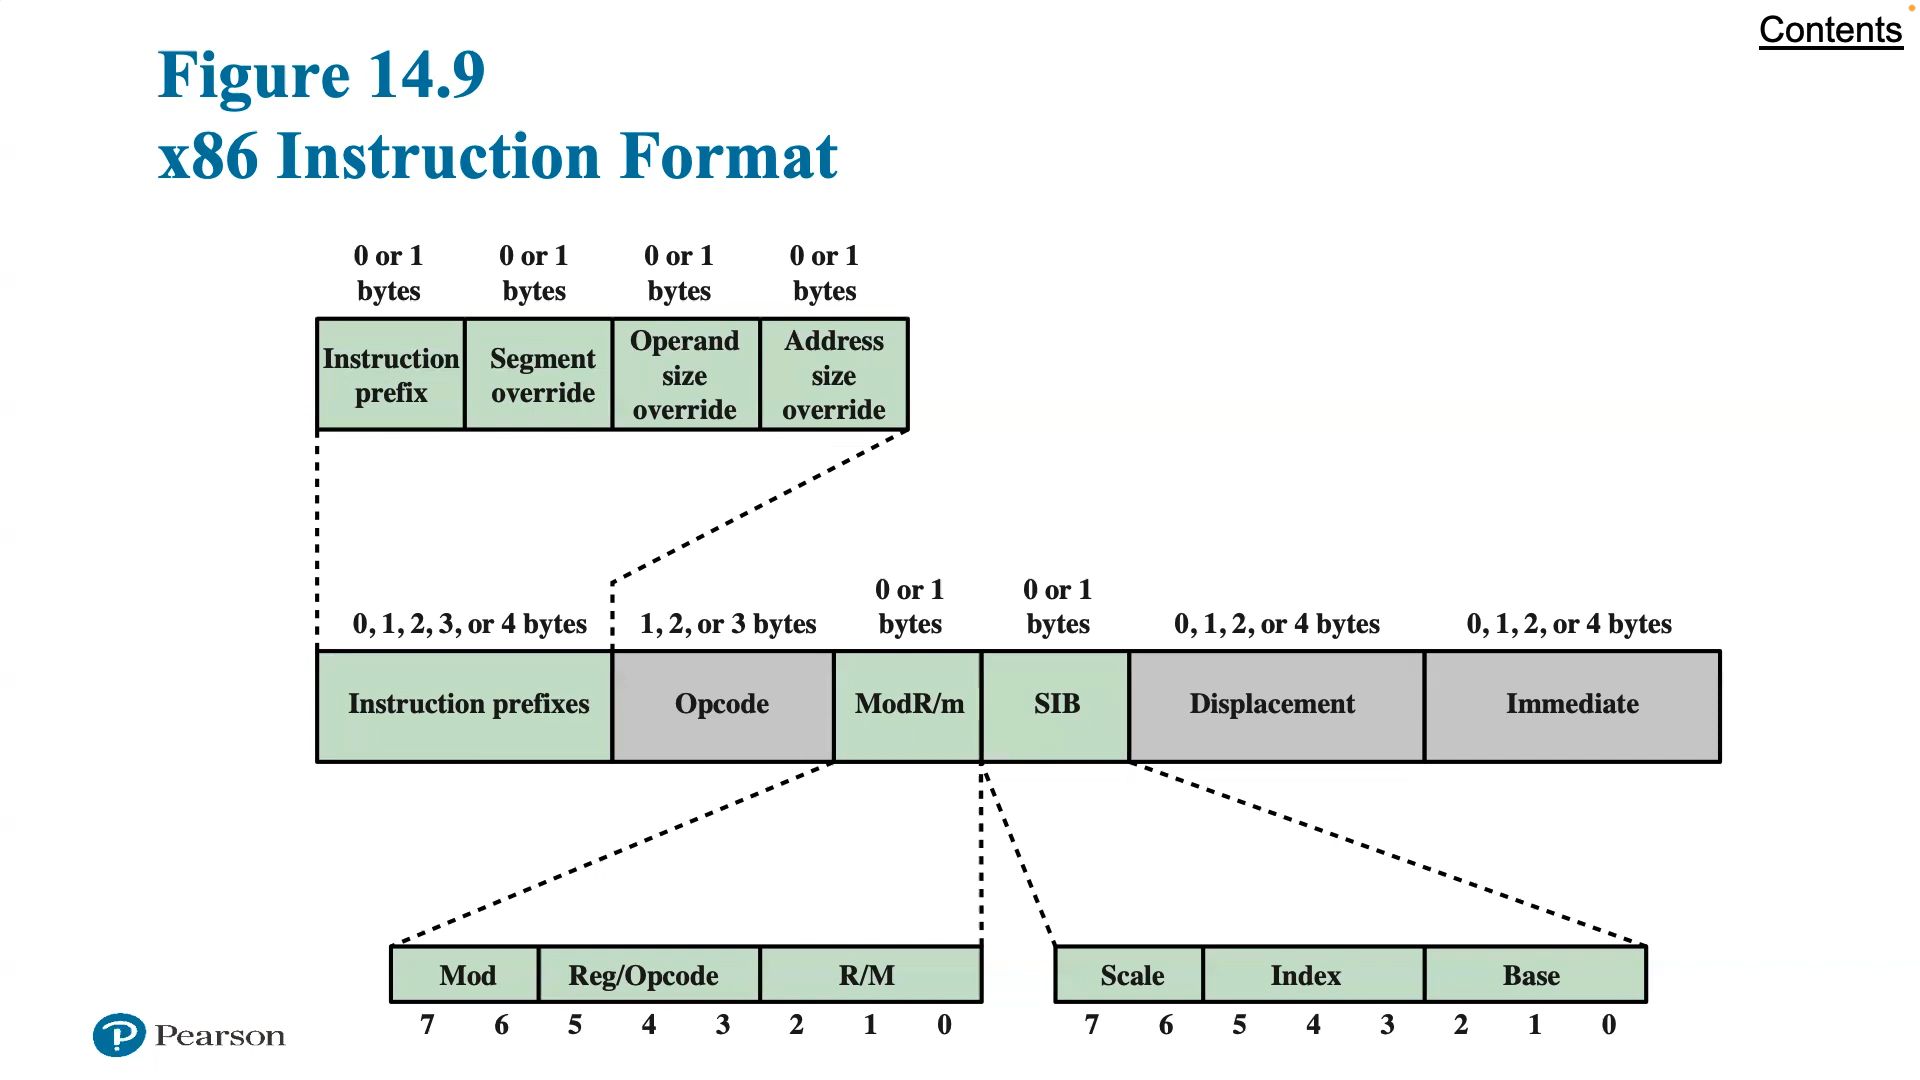 Contents
Figure 14.9
x86 Instruction Format
0 or 1 bytes
0 or 1 bytes
0 or 1 bytes
0 or 1 bytes
Instruction prefix
Segment override
Operand size override
Address size override
0, 1, 2, 3, or 4 bytes
1, 2, or 3 bytes
0 or 1 bytes
0 or 1 bytes
0, 1, 2, or 4 bytes
0, 1, 2, or 4 bytes
Instruction prefixes
Opcode
ModR/m
SIB
Displacement
Immediate
Mod
Reg/Opcode
R/M
Scale
Index
Base
7 6 5 4 3 2 1 0
7 6 5 4 3 2 1 0
Pearson